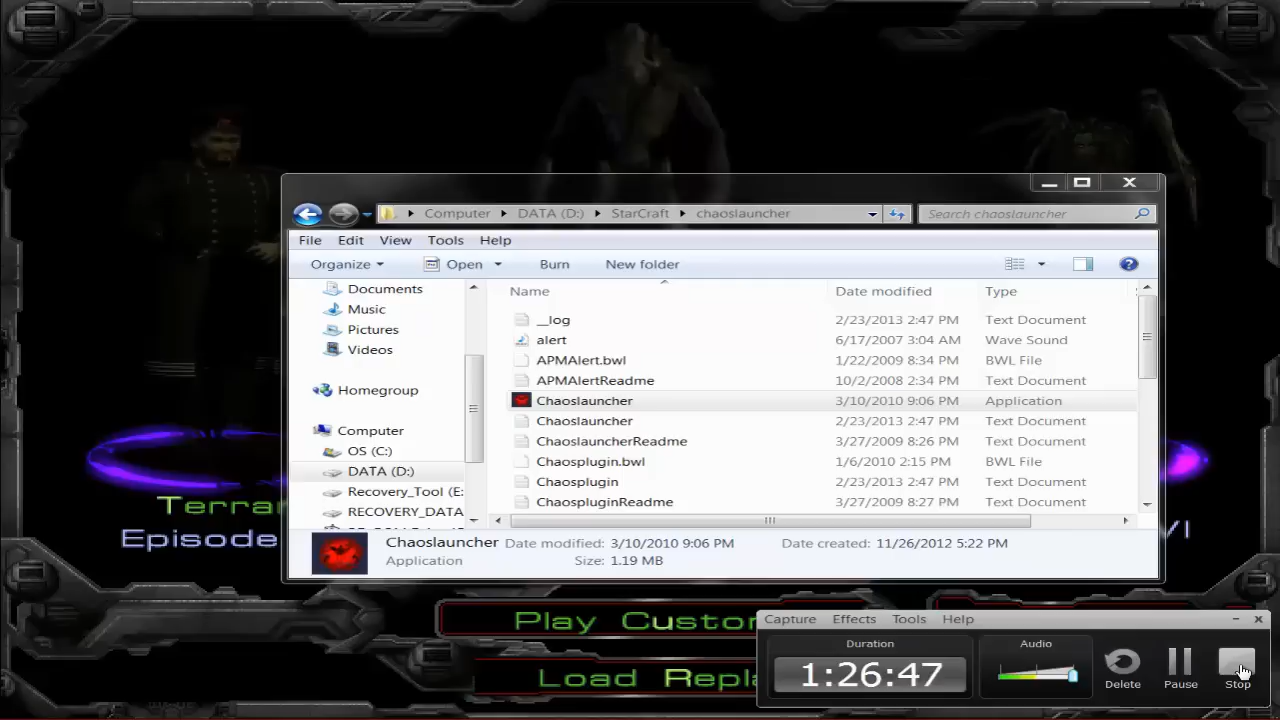 Computer DATA (D:) StarCraft chaoslauncher Search chaoslauncher
File Edit View Tools Help
Organize Open Burn New folder
Documents
Music
Pictures
Videos
Homegroup
Computer
OS (C:)
DATA (D:)
Recovery_Tool (E:
RECOVERY_DATA
Name Date modified Type
__log 2/23/2013 2:47 PM Text Document
alert 6/17/2007 3:04 AM Wave Sound
APMAlert.bwl 1/22/2009 8:34 PM BWL File
APMAlertReadme 10/2/2008 2:34 PM Text Document
Chaoslauncher 3/10/2010 9:06 PM Application
Chaoslauncher 2/23/2013 2:47 PM Text Document
ChaoslauncherReadme 3/27/2009 8:26 PM Text Document
Chaosplugin.bwl 1/6/2010 2:15 PM BWL File
Chaosplugin 2/23/2013 2:47 PM Text Document
ChaospluginReadme 3/27/2009 8:27 PM Text Document
Chaoslauncher Date modified: 3/10/2010 9:06 PM Date created: 11/26/2012 5:22 PM
Application Size: 1.19 MB
Terra
Episode
Play Custo
Load Repl
Capture Effects Tools Help
Duration Audio
1:26:47
Delete Pause Stop